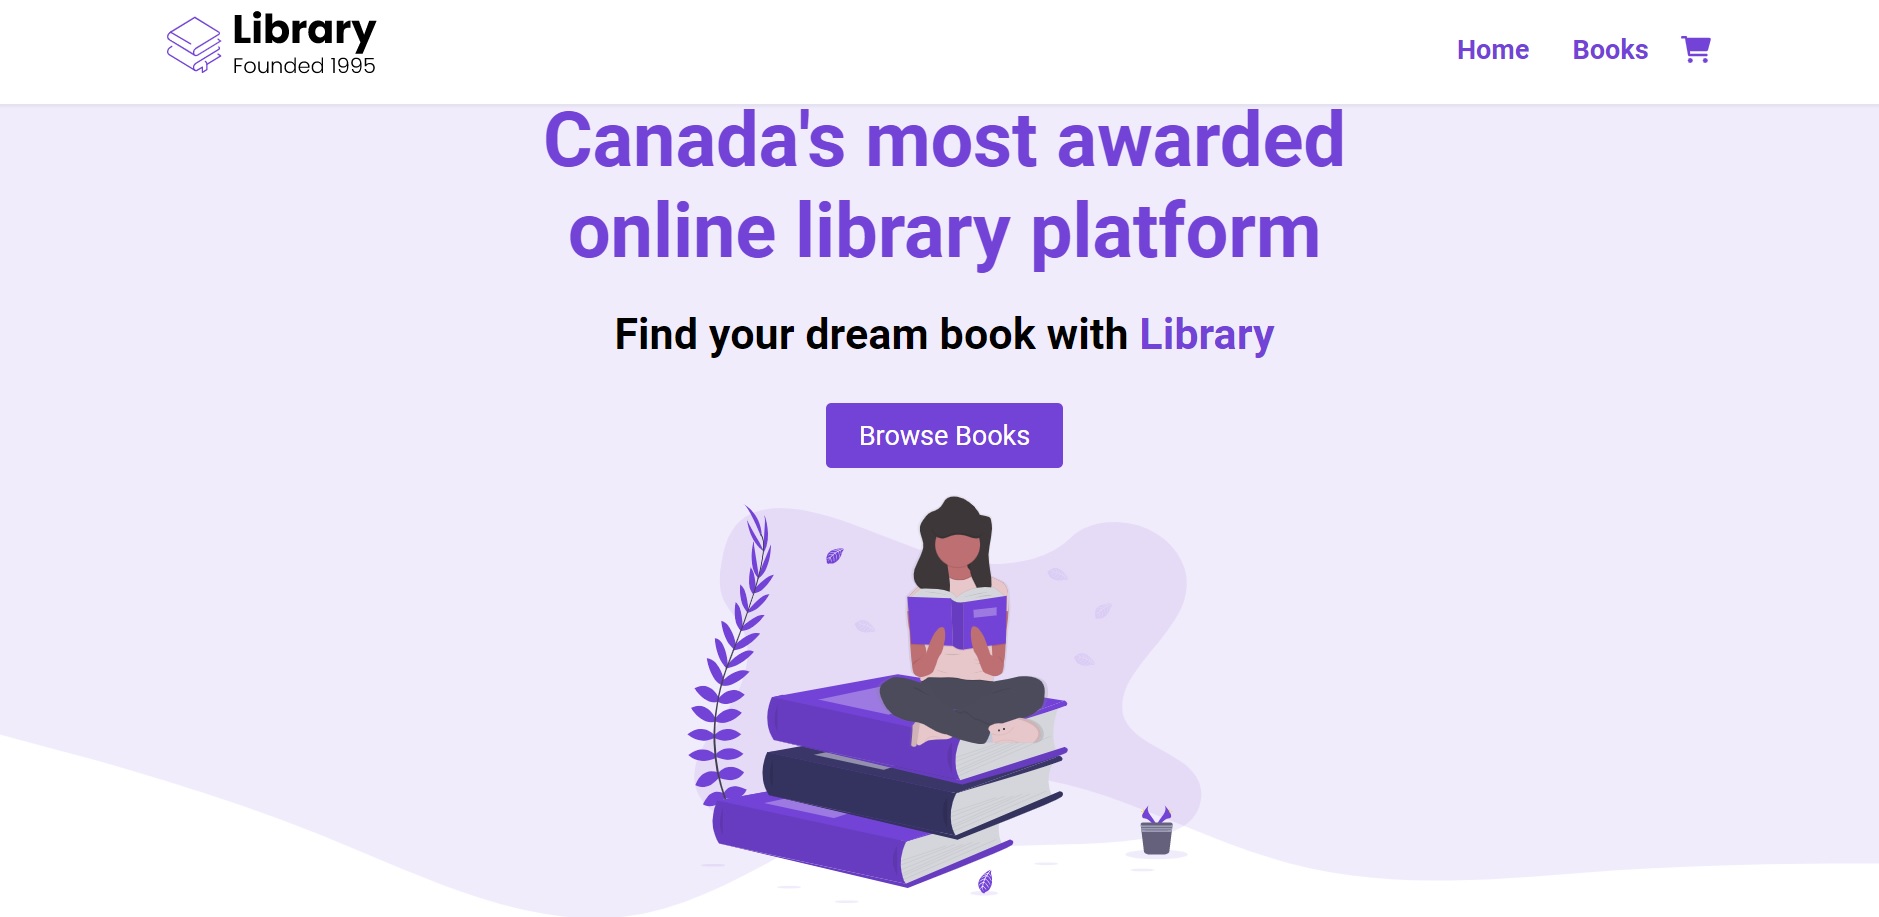 Library
Founded 1995
Home
Books
Canada's most awarded
online library platform
Find your dream book with Library
Browse Books